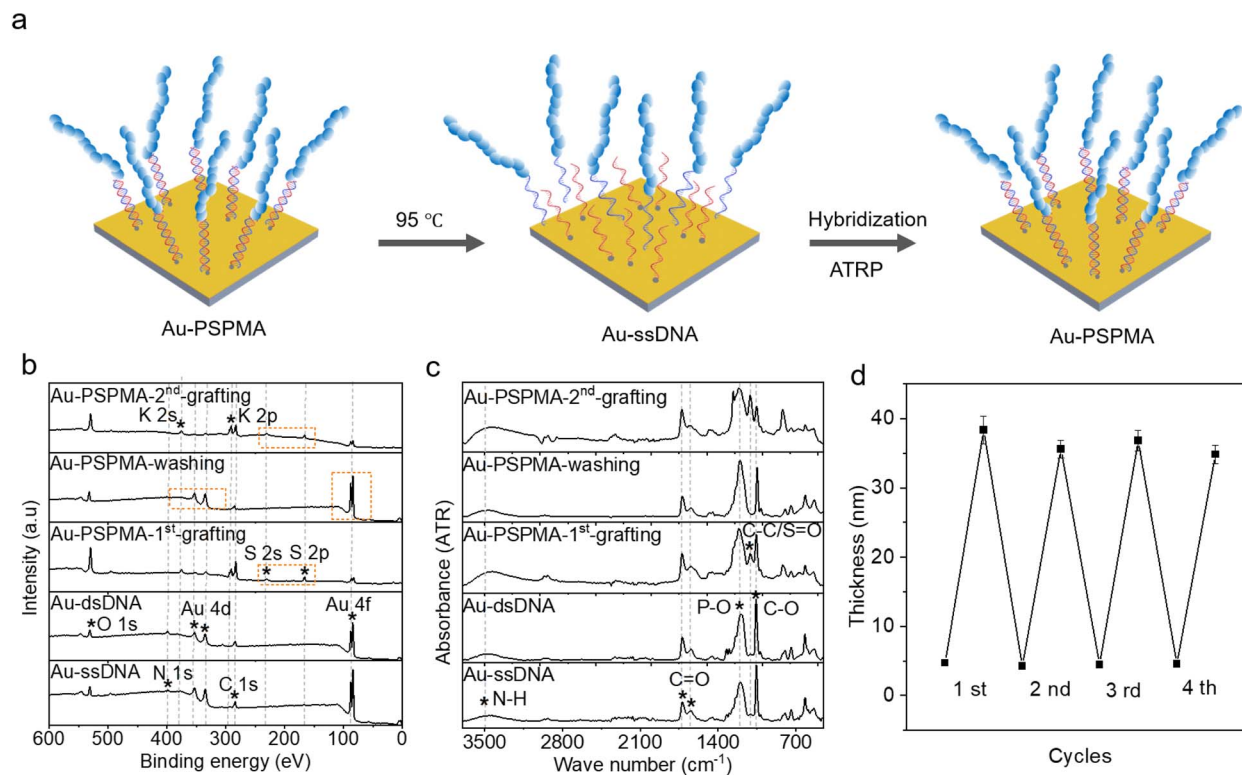 a
95 °C
Hybridization
ATRP
Au-PSPMA
Au-ssDNA
Au-PSPMA
b
Au-PSPMA-2nd-grafting
K 2s
K 2p
Au-PSPMA-washing
Au-PSPMA-1st-grafting
S 2s
S 2p
Au-dsDNA
O 1s
Au 4d
Au 4f
Au-ssDNA
N 1s
C 1s
600
500
400
300
200
100
0
Intensity (a.u)
Binding energy (eV)
c
Au-PSPMA-2nd-grafting
Au-PSPMA-washing
Au-PSPMA-1st-grafting
C-C/S=O
Au-dsDNA
P-O
C-O
Au-ssDNA
C=O
N-H
3500
2800
2100
1400
700
Absorbance (ATR)
Wave number (cm-1)
d
40
30
20
10
0
Thickness (nm)
1 st
2 nd
3 rd
4 th
Cycles